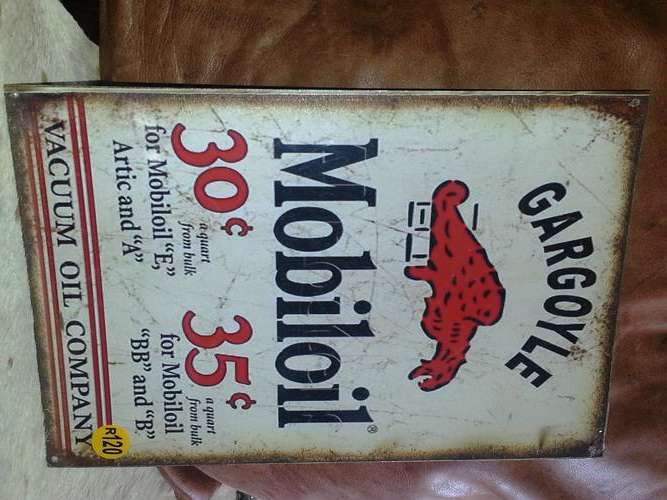 GARGOYLE
Mobiloil®
30¢ a quart from bulk
for Mobiloil "E",
Artic and "A"
35¢ a quart from bulk
for Mobiloil
"BB" and "B"
VACUUM OIL COMPANY
R120